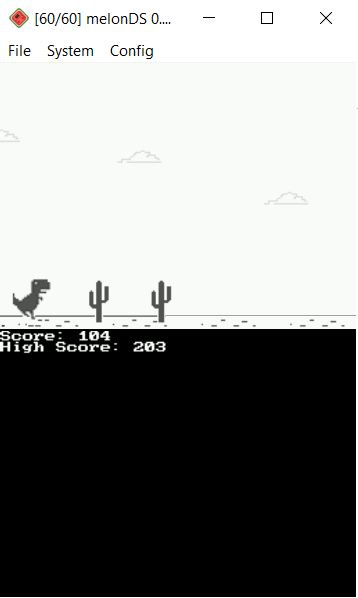 [60/60] melonDS 0....
File System Config
Score: 104
High Score: 203